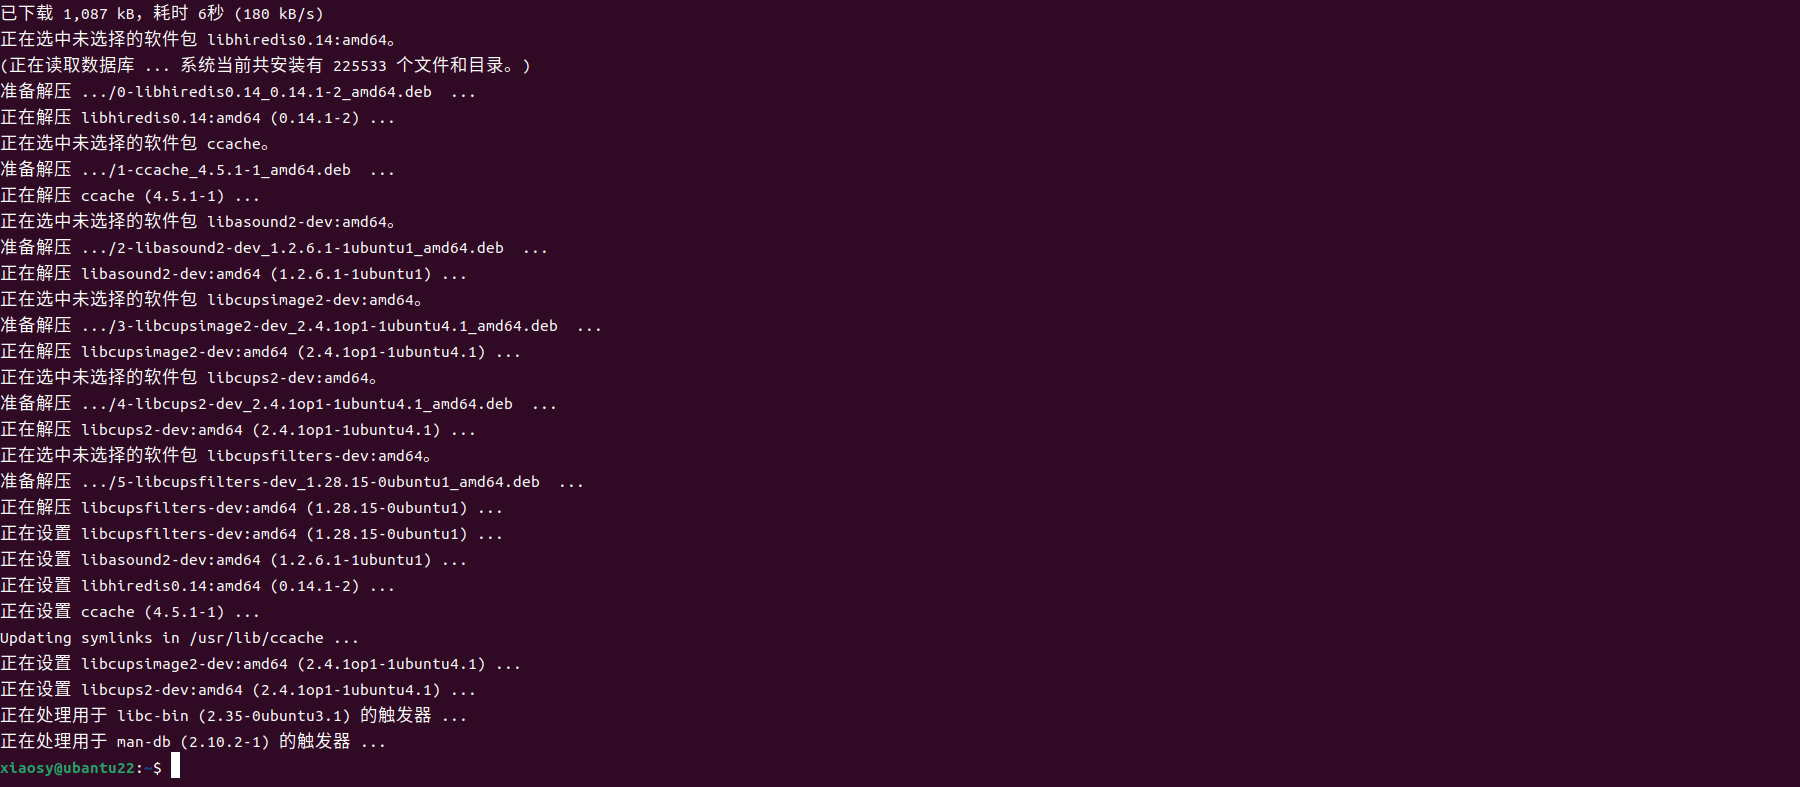 已下载 1,087 kB，耗时 6秒 (180 kB/s)
正在选中未选择的软件包 libhiredis0.14:amd64。
(正在读取数据库 ... 系统当前共安装有 225533 个文件和目录。)
准备解压 .../0-libhiredis0.14_0.14.1-2_amd64.deb  ...
正在解压 libhiredis0.14:amd64 (0.14.1-2) ...
正在选中未选择的软件包 ccache。
准备解压 .../1-ccache_4.5.1-1_amd64.deb  ...
正在解压 ccache (4.5.1-1) ...
正在选中未选择的软件包 libasound2-dev:amd64。
准备解压 .../2-libasound2-dev_1.2.6.1-1ubuntu1_amd64.deb  ...
正在解压 libasound2-dev:amd64 (1.2.6.1-1ubuntu1) ...
正在选中未选择的软件包 libcupsimage2-dev:amd64。
准备解压 .../3-libcupsimage2-dev_2.4.1op1-1ubuntu4.1_amd64.deb  ...
正在解压 libcupsimage2-dev:amd64 (2.4.1op1-1ubuntu4.1) ...
正在选中未选择的软件包 libcups2-dev:amd64。
准备解压 .../4-libcups2-dev_2.4.1op1-1ubuntu4.1_amd64.deb  ...
正在解压 libcups2-dev:amd64 (2.4.1op1-1ubuntu4.1) ...
正在选中未选择的软件包 libcupsfilters-dev:amd64。
准备解压 .../5-libcupsfilters-dev_1.28.15-0ubuntu1_amd64.deb  ...
正在解压 libcupsfilters-dev:amd64 (1.28.15-0ubuntu1) ...
正在设置 libcupsfilters-dev:amd64 (1.28.15-0ubuntu1) ...
正在设置 libasound2-dev:amd64 (1.2.6.1-1ubuntu1) ...
正在设置 libhiredis0.14:amd64 (0.14.1-2) ...
正在设置 ccache (4.5.1-1) ...
Updating symlinks in /usr/lib/ccache ...
正在设置 libcupsimage2-dev:amd64 (2.4.1op1-1ubuntu4.1) ...
正在设置 libcups2-dev:amd64 (2.4.1op1-1ubuntu4.1) ...
正在处理用于 libc-bin (2.35-0ubuntu3.1) 的触发器 ...
正在处理用于 man-db (2.10.2-1) 的触发器 ...
xiaosy@ubantu22:~$